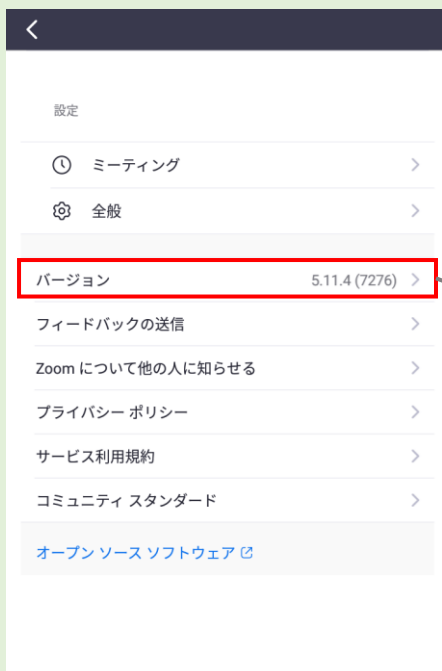 設定
ミーティング
全般
バージョン 5.11.4 (7276)
フィードバックの送信
Zoom について他の人に知らせる
プライバシー ポリシー
サービス利用規約
コミュニティ スタンダード
オープン ソース ソフトウェア